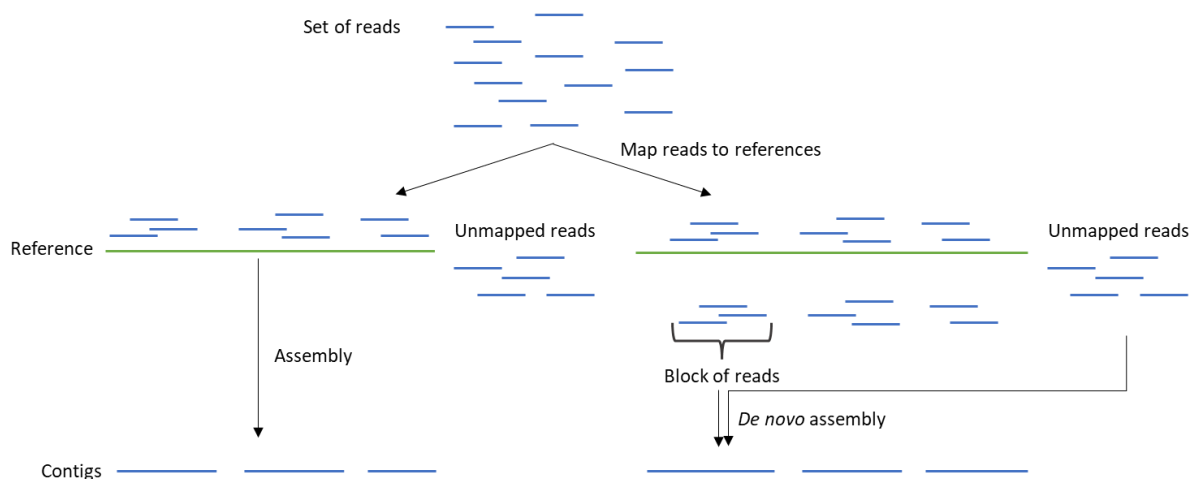 Set of reads
Map reads to references
Unmapped reads
Unmapped reads
Reference
Assembly
Block of reads
De novo assembly
Contigs